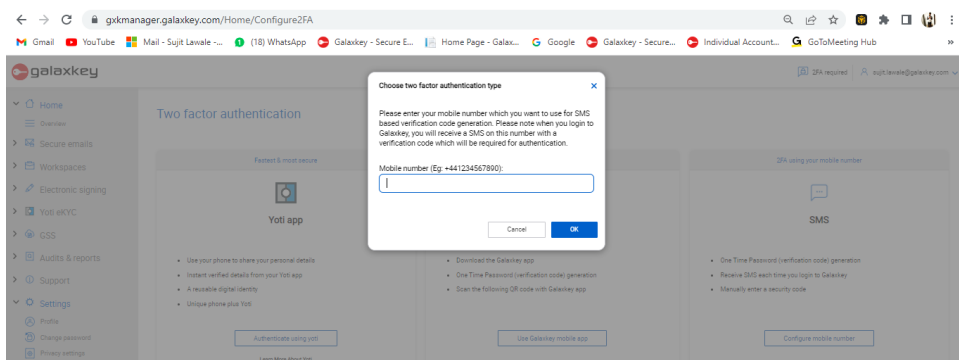 gxkmanager.galaxkey.com/Home/Configure2FA
Gmail YouTube Mail - Sujit Lawale -... (18) WhatsApp Galaxkey - Secure E... Home Page - Galax... Google Galaxkey - Secure... Individual Account... GoToMeeting Hub »
galaxkey
2FA required sujit.lawale@galaxkey.com
Home
Overview
Secure emails
Workspaces
Electronic signing
Yoti eKYC
GSS
Audits & reports
Support
Settings
Profile
Change password
Privacy settings
Two factor authentication
Fastest & most secure
Yoti app
Use your phone to share your personal details
Instant verified details from your Yoti app
A reusable digital identity
Unique phone plus Yoti
Authenticate using yoti
Learn More About Yoti
Choose two factor authentication type ×
Please enter your mobile number which you want to use for SMS
based verification code generation. Please note when you login to
Galaxkey, you will receive a SMS on this number with a
verification code which will be required for authentication.
Mobile number (Eg: +441234567890):
Cancel OK
Download the Galaxkey app
One Time Password (verification code) generation
Scan the following QR code with Galaxkey app
Use Galaxkey mobile app
2FA using your mobile number
SMS
One Time Password (verification code) generation
Receive SMS each time you login to Galaxkey
Manually enter a security code
Configure mobile number